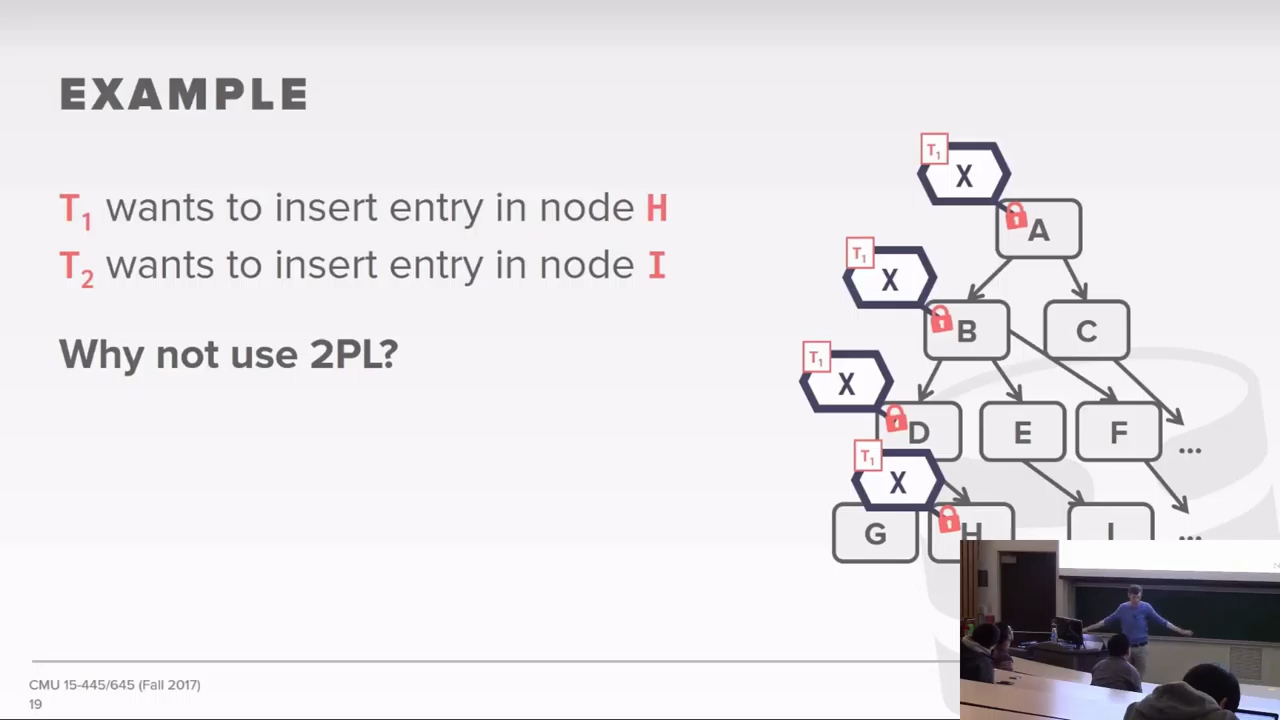 EXAMPLE
T₁ wants to insert entry in node H
T₂ wants to insert entry in node I
Why not use 2PL?
T₁
X
A
T₁
X
B
C
T₁
X
D
E
F
...
T₁
X
G
H
I
...
CMU 15-445/645 (Fall 2017)
19